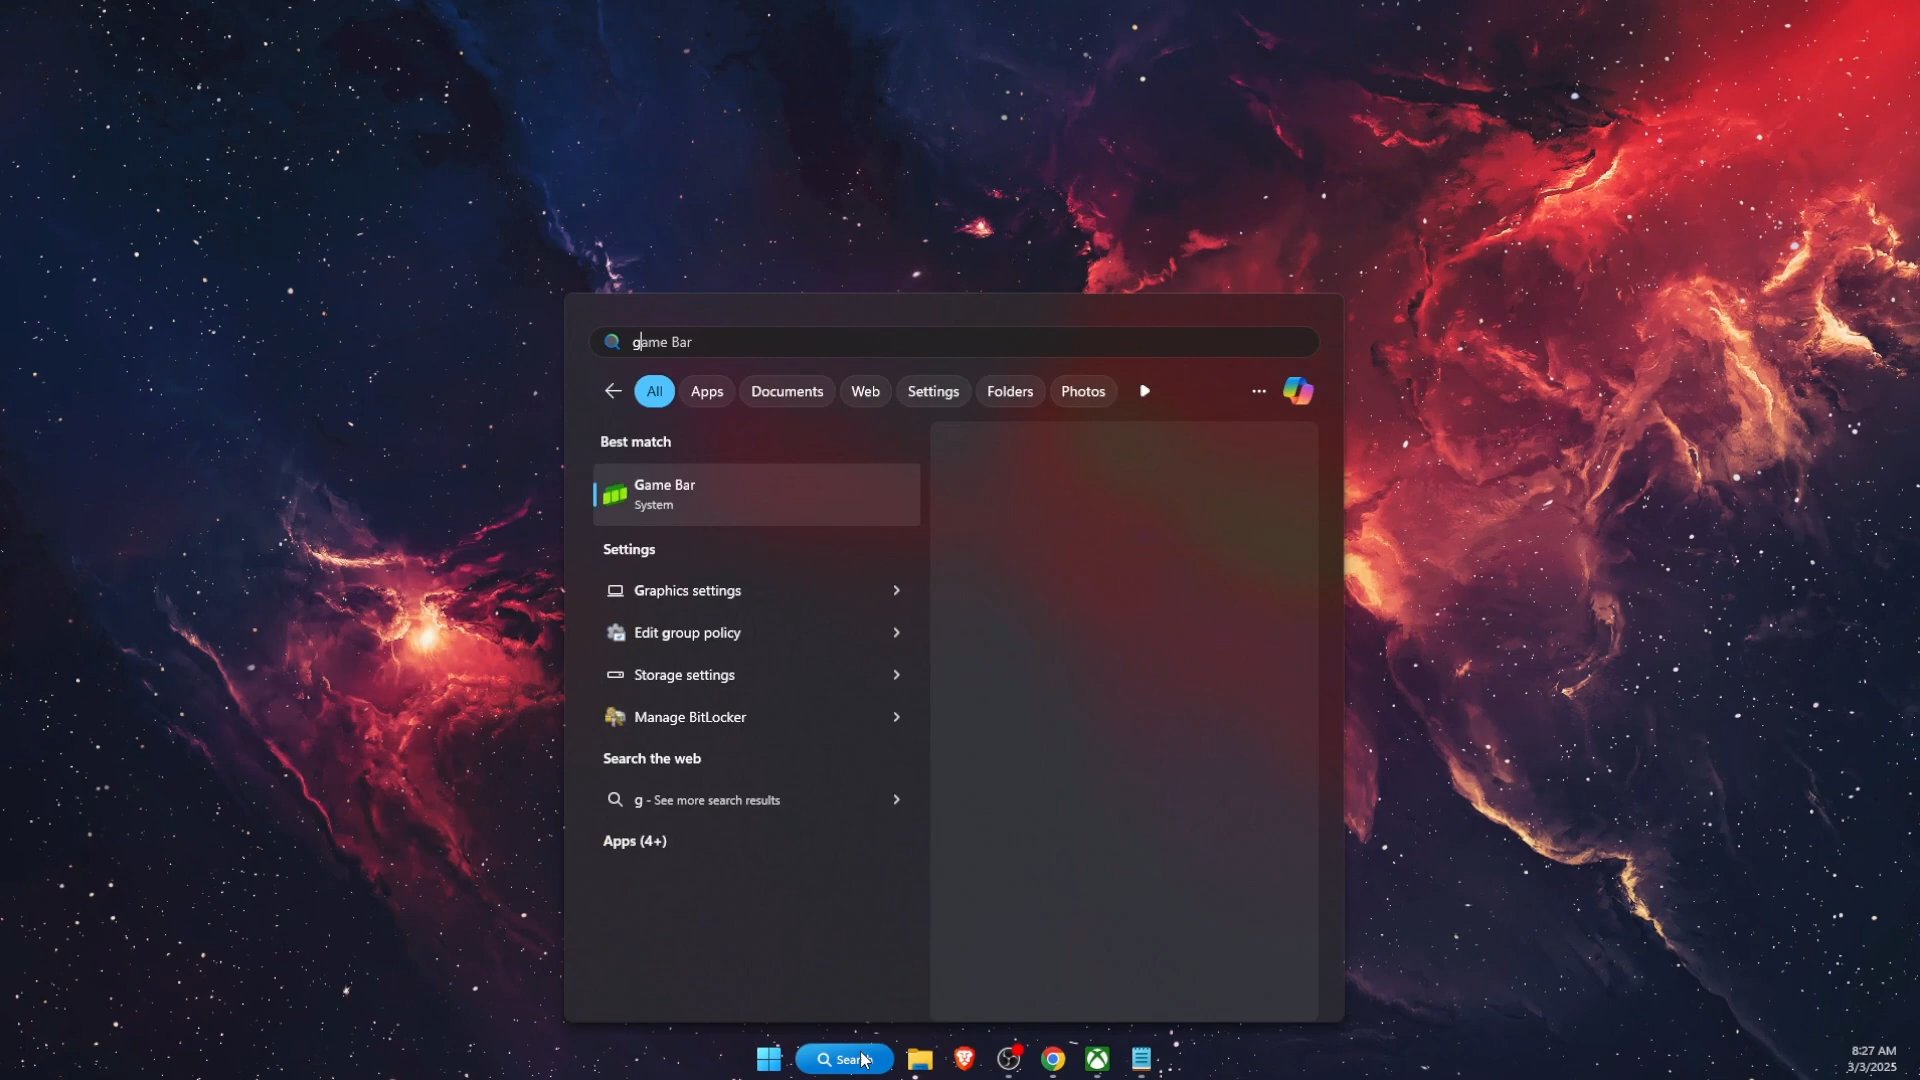 game Bar
All Apps Documents Web Settings Folders Photos
Best match
Game Bar
System
Settings
Graphics settings
Edit group policy
Storage settings
Manage BitLocker
Search the web
g - See more search results
Apps (4+)
Search
8:27 AM
3/3/2025